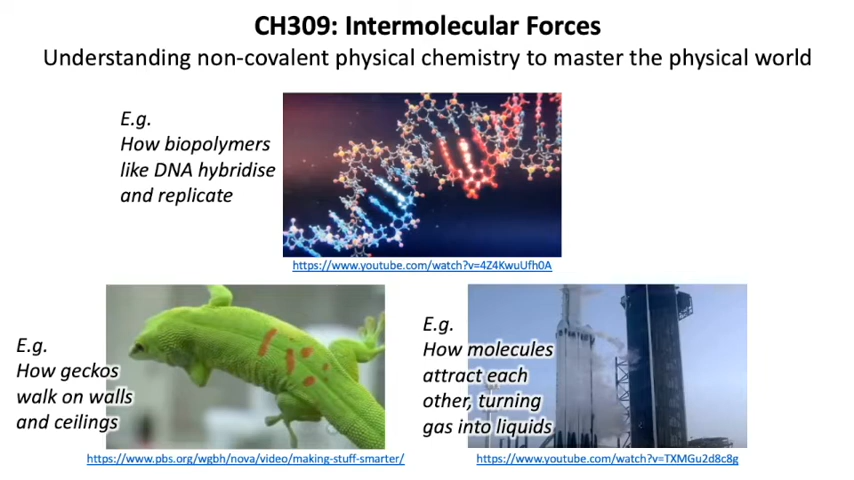 CH309: Intermolecular Forces
Understanding non-covalent physical chemistry to master the physical world
E.g.
How biopolymers
like DNA hybridise
and replicate
https://www.youtube.com/watch?v=4Z4KwuUfh0A
E.g.
How geckos
walk on walls
and ceilings
https://www.pbs.org/wgbh/nova/video/making-stuff-smarter/
E.g.
How molecules
attract each
other, turning
gas into liquids
https://www.youtube.com/watch?v=TXMGu2d8c8g